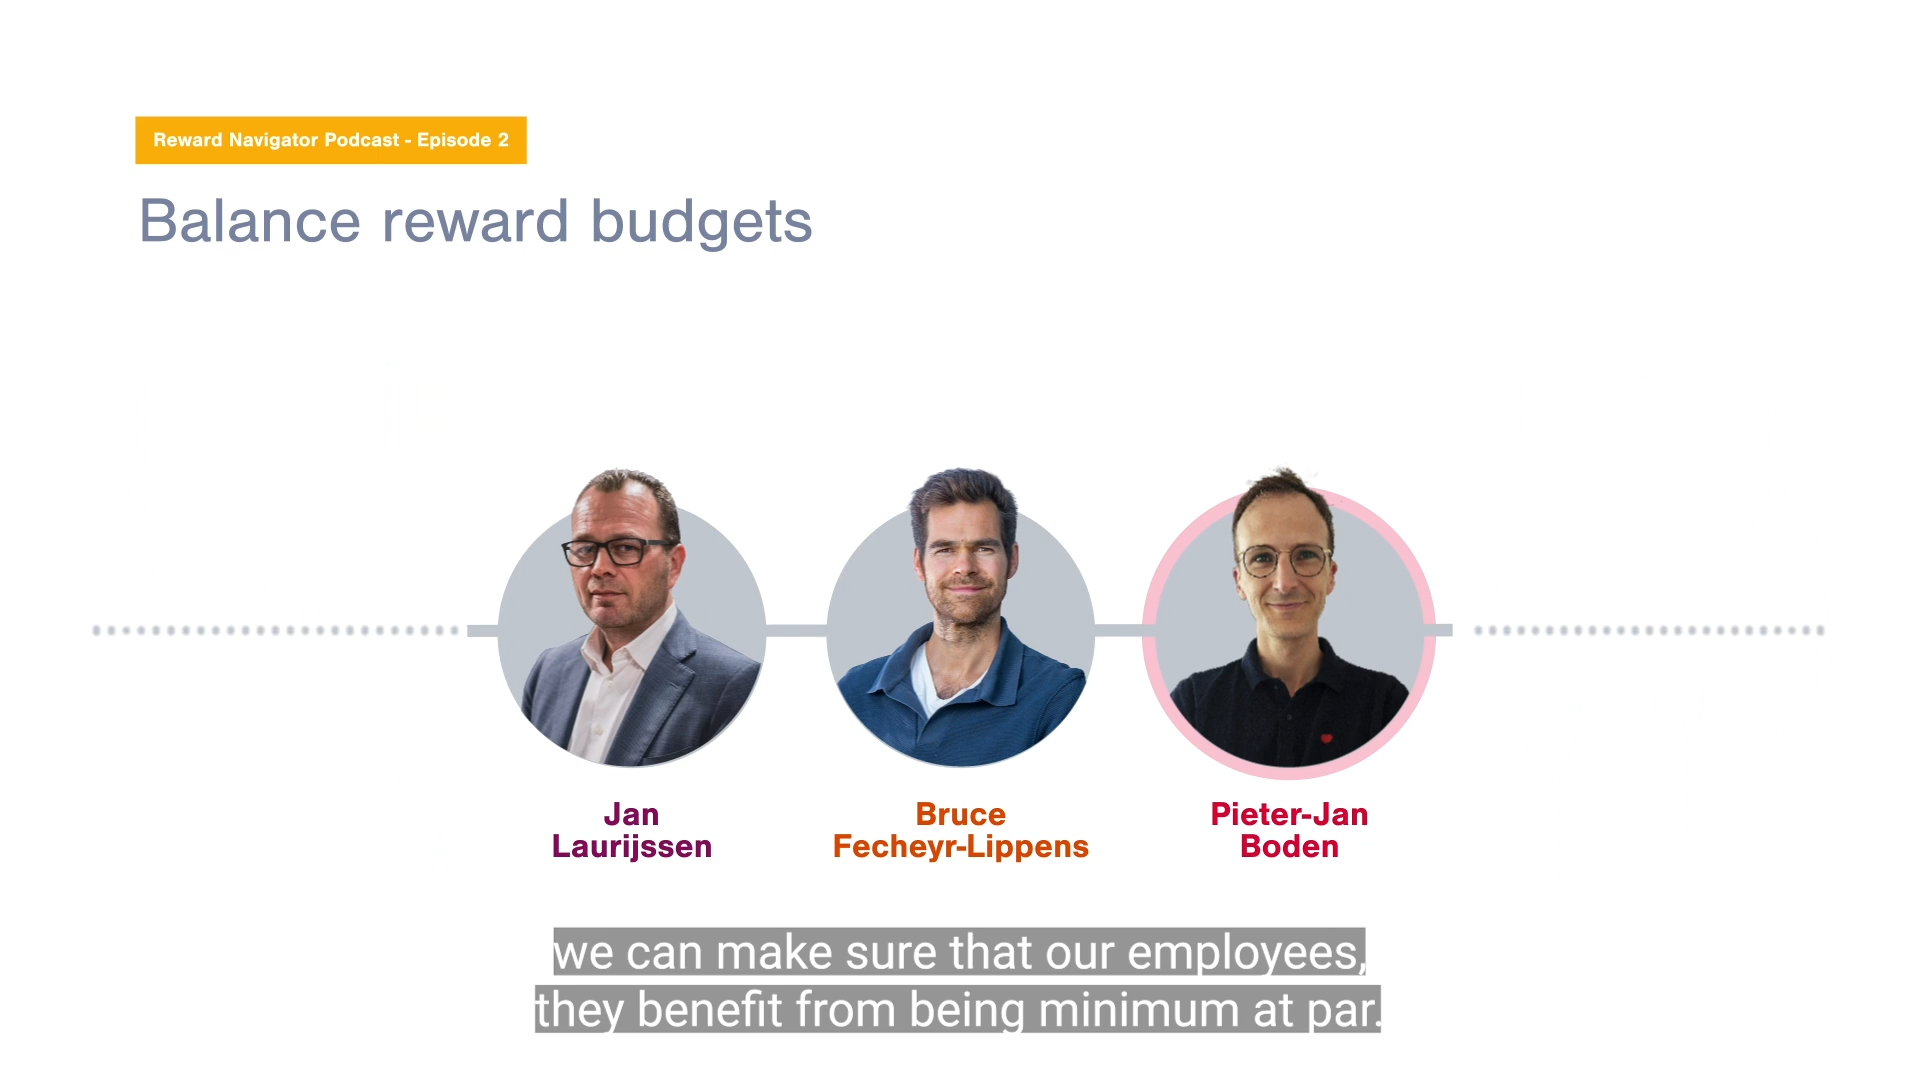 Reward Navigator Podcast - Episode 2
Balance reward budgets
Jan
Laurijssen
Bruce
Fecheyr-Lippens
Pieter-Jan
Boden
we can make sure that our employees,
they benefit from being minimum at par.